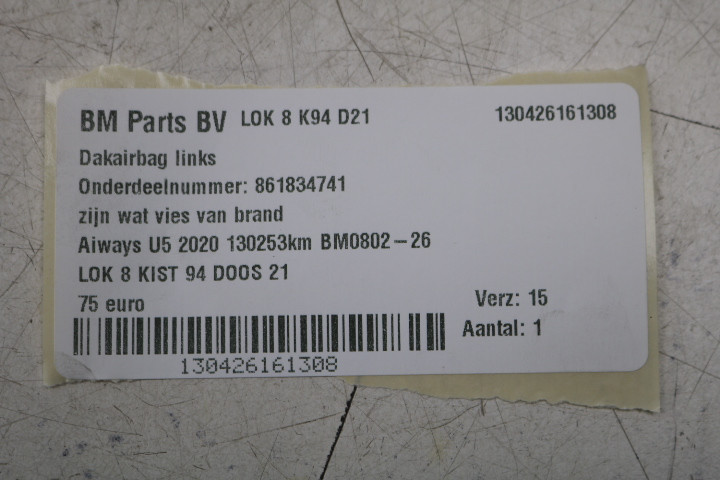 BM Parts BV LOK 8 K94 D21 130426161308
Dakairbag links
Onderdeelnummer: 861834741
zijn wat vies van brand
Aiways U5 2020 130253km BM0802-26
LOK 8 KIST 94 DOOS 21
75 euro Verz: 15
Aantal: 1
130426161308